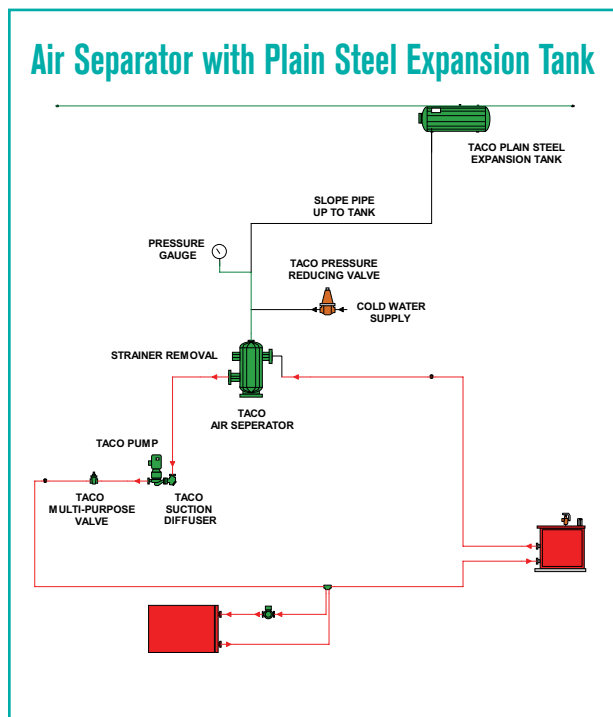 Air Separator with Plain Steel Expansion Tank
TACO PLAIN STEEL
EXPANSION TANK
SLOPE PIPE
UP TO TANK
PRESSURE
GAUGE
TACO PRESSURE
REDUCING VALVE
COLD WATER
SUPPLY
STRAINER REMOVAL
TACO
AIR SEPERATOR
TACO PUMP
TACO
MULTI-PURPOSE
VALVE
TACO
SUCTION
DIFFUSER